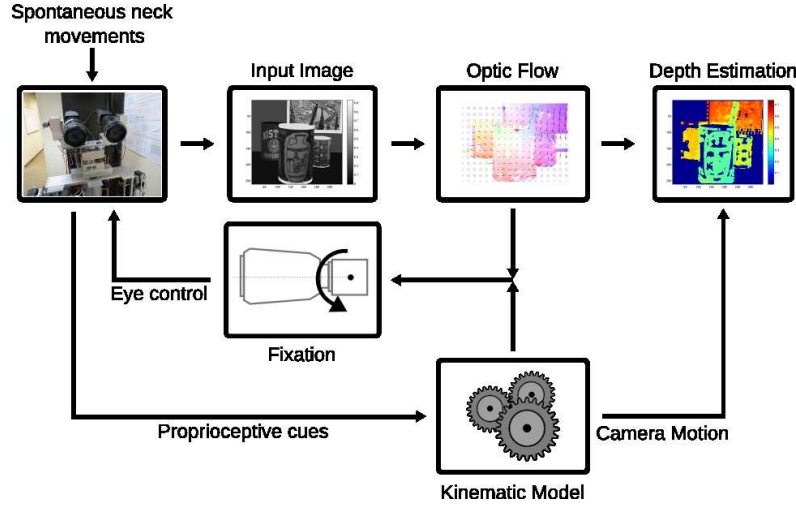 Spontaneous neck
movements
Input Image
Optic Flow
Depth Estimation
Eye control
Fixation
Proprioceptive cues
Camera Motion
Kinematic Model